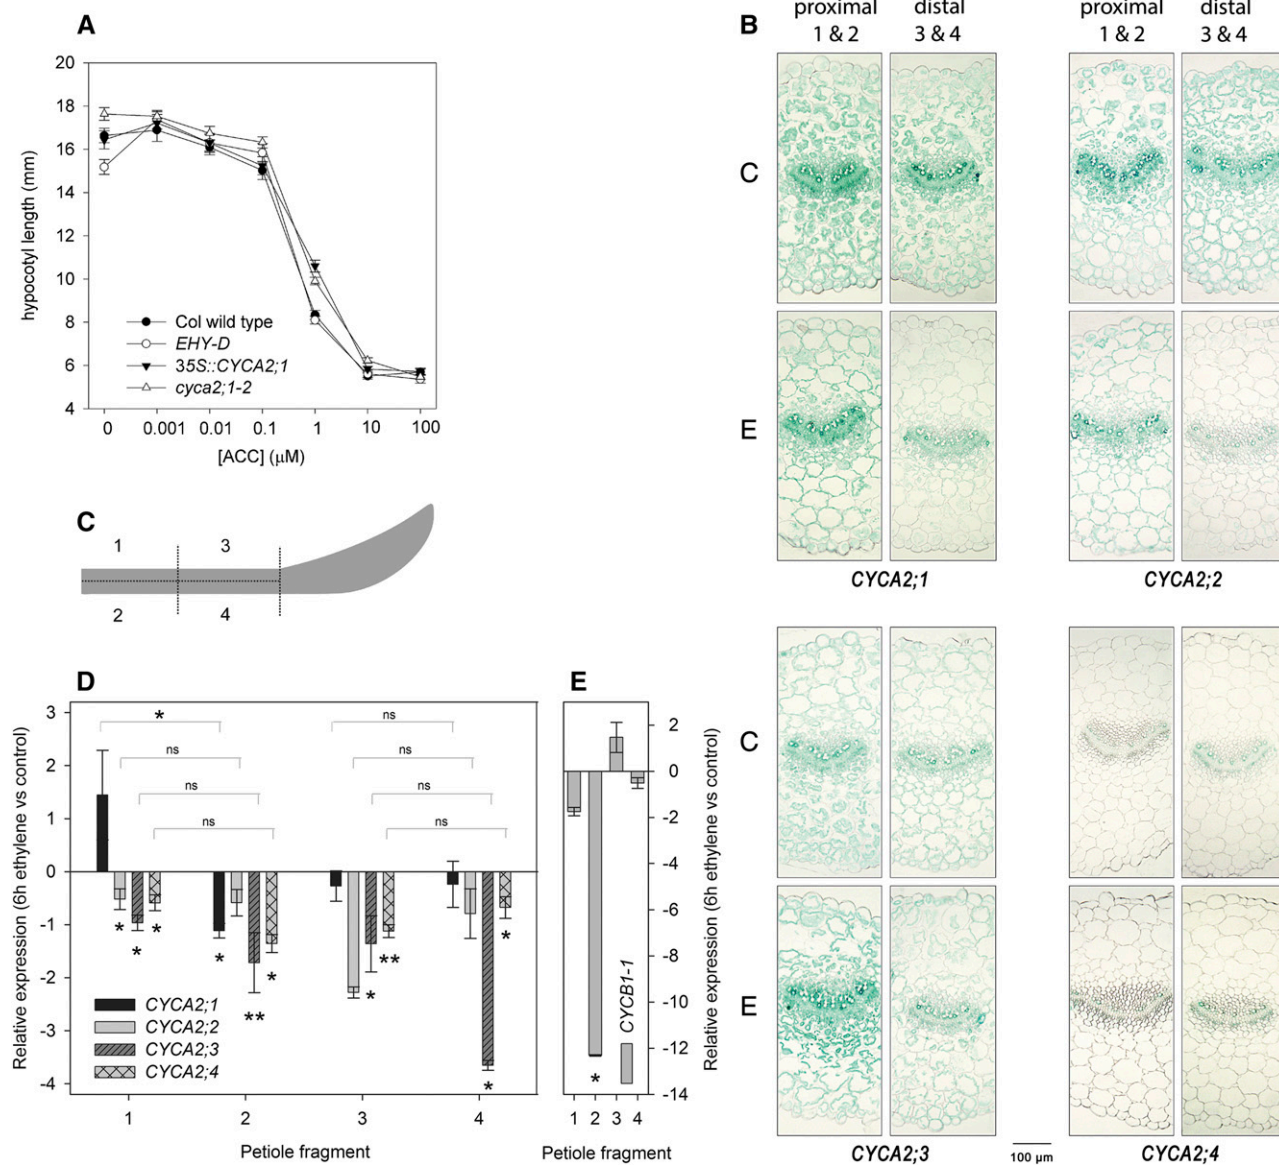 A
20
18
16
14
12
10
8
6
4
hypocotyl length (mm)
Col wild type
EHY-D
35S::CYCA2;1
cyca2;1-2
0 0.001 0.01 0.1 1 10 100
[ACC] (μM)
B
proximal distal proximal distal
1 & 2 3 & 4 1 & 2 3 & 4
C
E
CYCA2;1 CYCA2;2
C
E
CYCA2;3 CYCA2;4
100 μm
C
1 3
2 4
D
Relative expression (6h ethylene vs control)
3
2
1
0
-1
-2
-3
-4
* ns
ns ns
ns ns
ns ns
* * * * ** * * ** * *
CYCA2;1
CYCA2;2
CYCA2;3
CYCA2;4
1 2 3 4
Petiole fragment
E
2
0
-2
-4
-6
-8
-10
-12
-14
*
CYCB1-1
Relative expression (6h ethylene vs control)
1 2 3 4
Petiole fragment